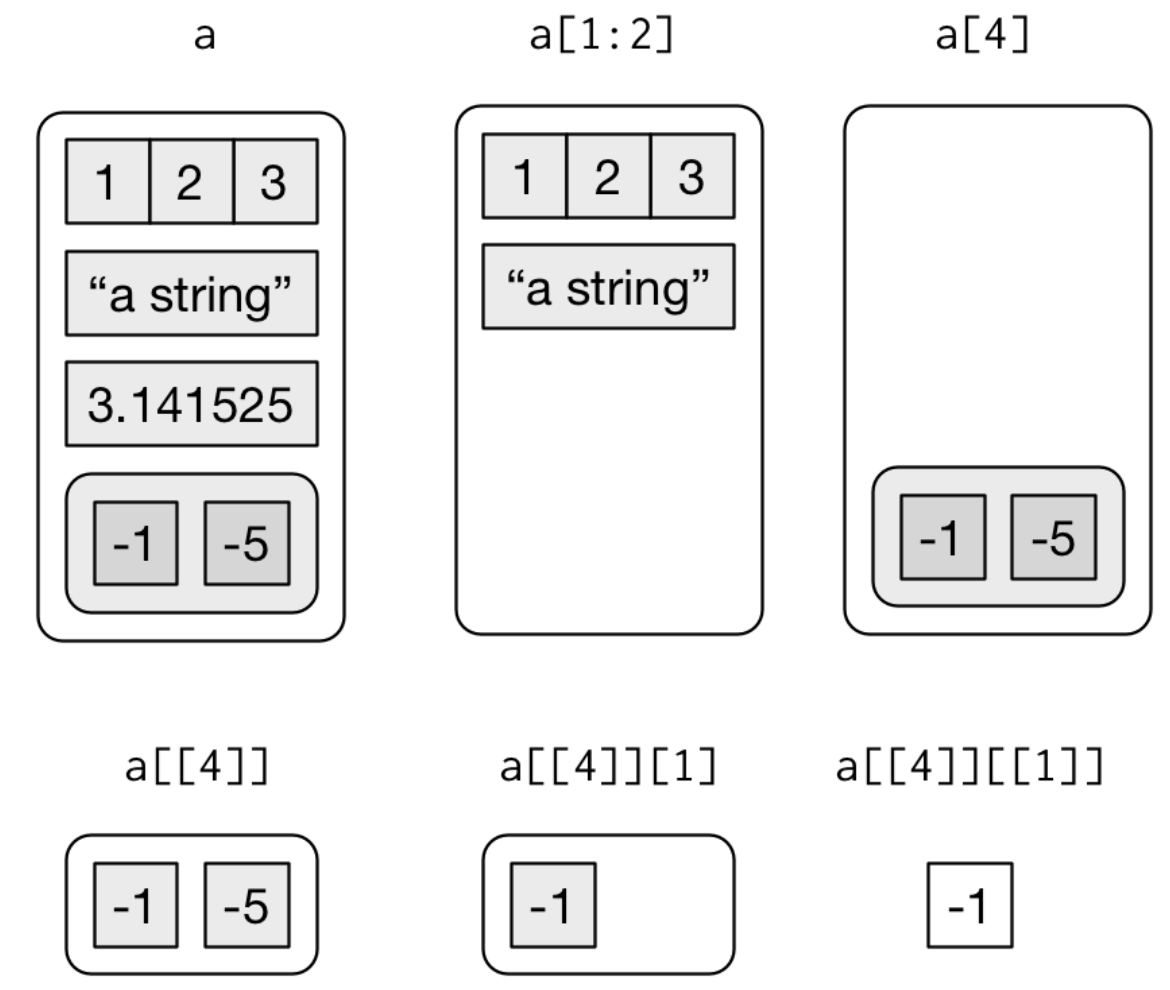 a a[1:2] a[4]
1 2 3 1 2 3
“a string” “a string”
3.141525
-1 -5 -1 -5
a[[4]] a[[4]][1] a[[4]][[1]]
-1 -5 -1 -1